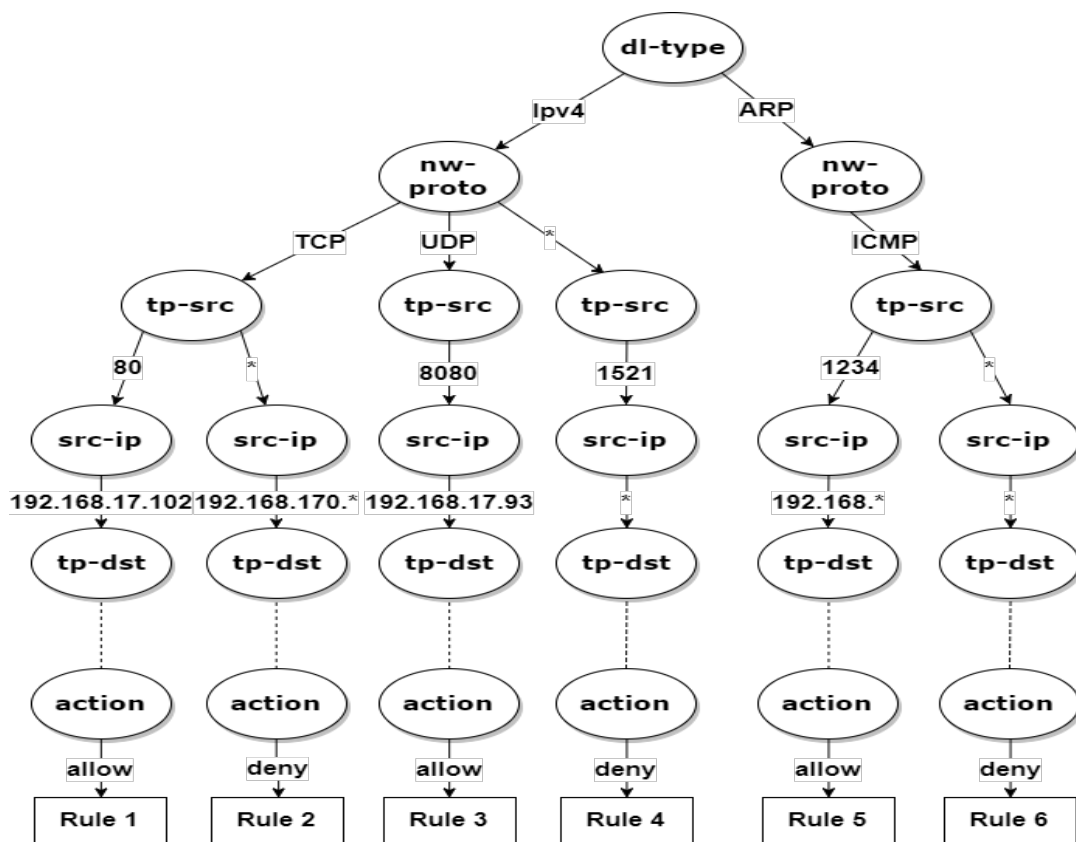 dl-type
Ipv4
ARP
nw-
proto
nw-
proto
TCP
UDP
*
ICMP
tp-src
tp-src
tp-src
tp-src
80
*
8080
1521
1234
*
src-ip
src-ip
src-ip
src-ip
src-ip
src-ip
192.168.17.102
192.168.170.*
192.168.17.93
*
192.168.*
*
tp-dst
tp-dst
tp-dst
tp-dst
tp-dst
tp-dst
action
action
action
action
action
action
allow
deny
allow
deny
allow
deny
Rule 1
Rule 2
Rule 3
Rule 4
Rule 5
Rule 6